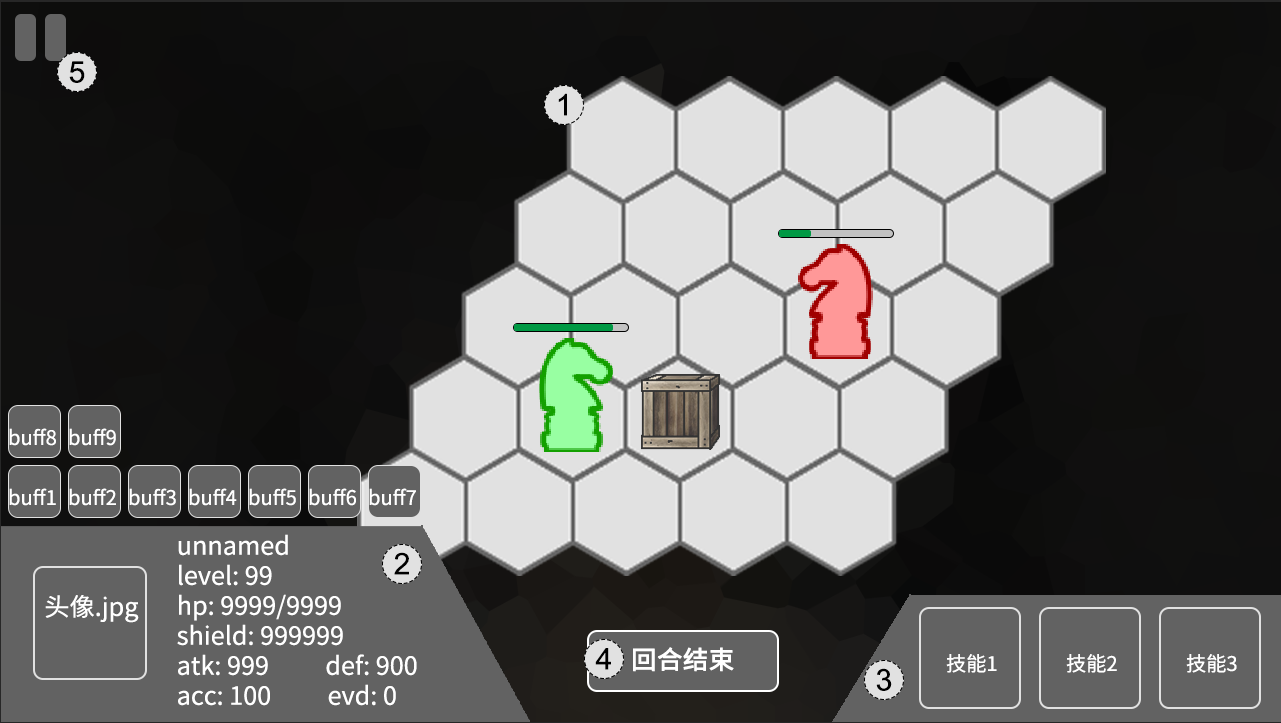 5
1
buff8 buff9
buff1 buff2 buff3 buff4 buff5 buff6 buff7
头像.jpg
unnamed
level: 99
hp: 9999/9999
shield: 999999
atk: 999 def: 900
acc: 100 evd: 0
2
4 回合结束
3
技能1 技能2 技能3